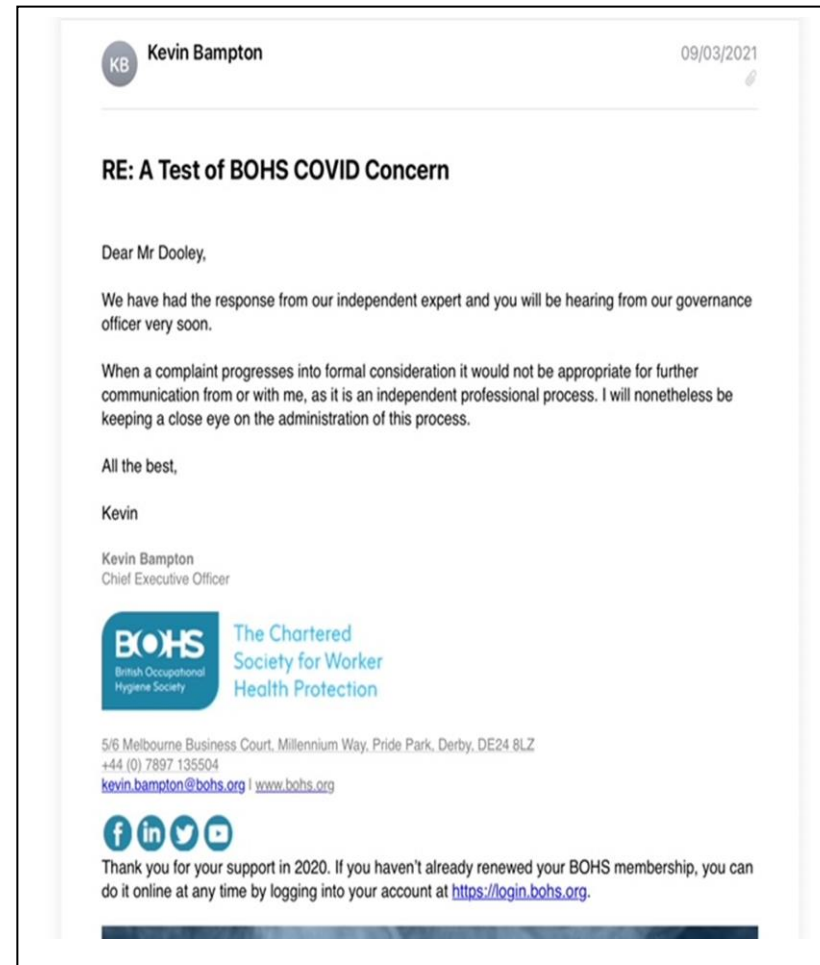 KB
Kevin Bampton
09/03/2021
RE: A Test of BOHS COVID Concern
Dear Mr Dooley,
We have had the response from our independent expert and you will be hearing from our governance
officer very soon.
When a complaint progresses into formal consideration it would not be appropriate for further
communication from or with me, as it is an independent professional process. I will nonetheless be
keeping a close eye on the administration of this process.
All the best,
Kevin
Kevin Bampton
Chief Executive Officer
BOHS
British Occupational
Hygiene Society
The Chartered
Society for Worker
Health Protection
5/6 Melbourne Business Court, Millennium Way, Pride Park, Derby, DE24 8LZ
+44 (0) 7897 135504
kevin.bampton@bohs.org | www.bohs.org
Thank you for your support in 2020. If you haven't already renewed your BOHS membership, you can
do it online at any time by logging into your account at https://login.bohs.org.